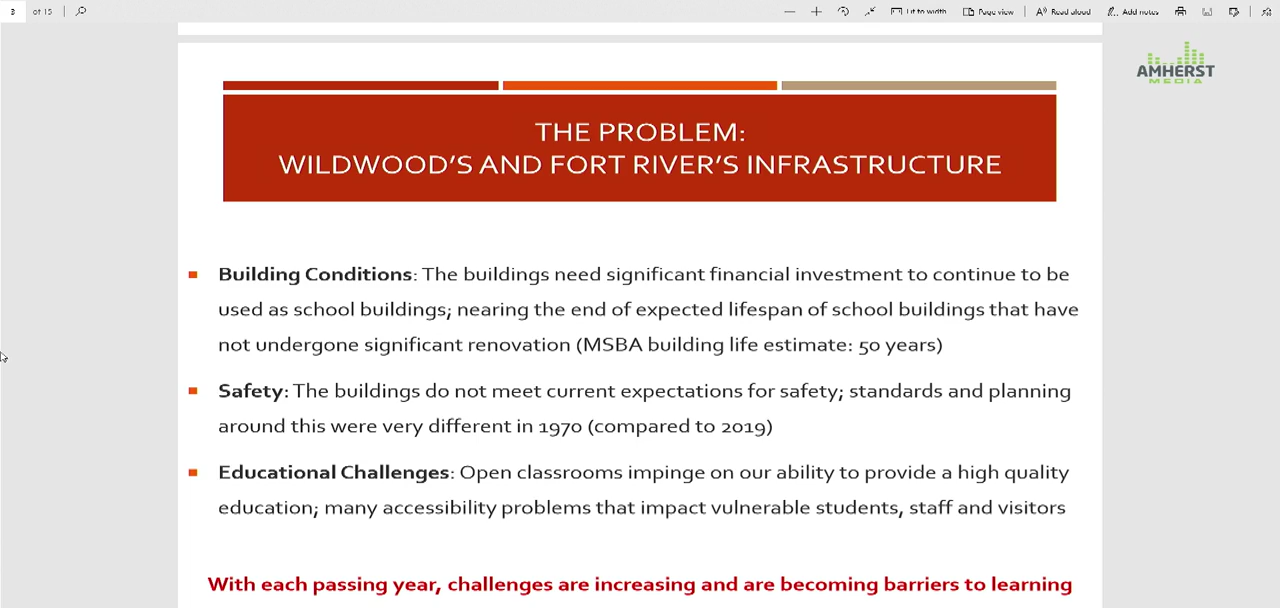 3 of 15 Fit to width Page view Read aloud Add notes
AMHERST
MEDIA
THE PROBLEM:
WILDWOOD'S AND FORT RIVER'S INFRASTRUCTURE
Building Conditions: The buildings need significant financial investment to continue to be
used as school buildings; nearing the end of expected lifespan of school buildings that have
not undergone significant renovation (MSBA building life estimate: 50 years)
Safety: The buildings do not meet current expectations for safety; standards and planning
around this were very different in 1970 (compared to 2019)
Educational Challenges: Open classrooms impinge on our ability to provide a high quality
education; many accessibility problems that impact vulnerable students, staff and visitors
With each passing year, challenges are increasing and are becoming barriers to learning